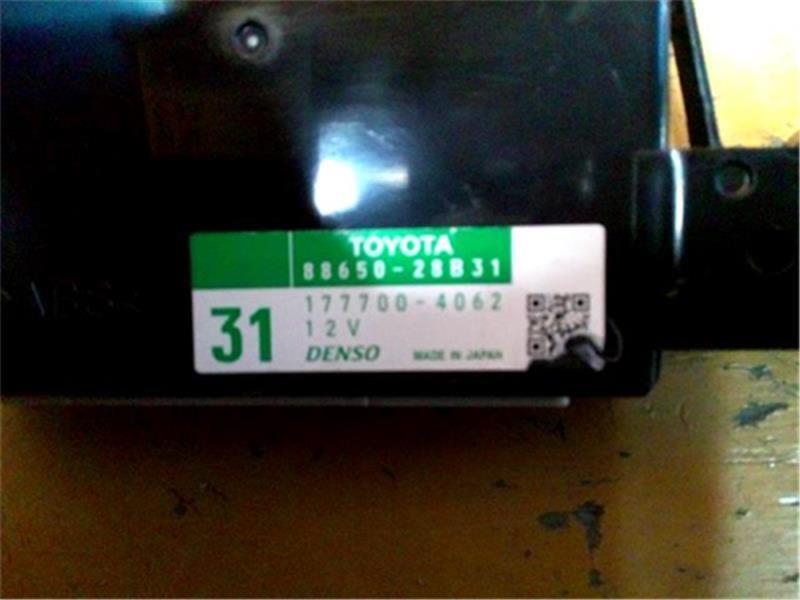 TOYOTA
88650-28B31
31
177700-4062
12V
DENSO MADE IN JAPAN